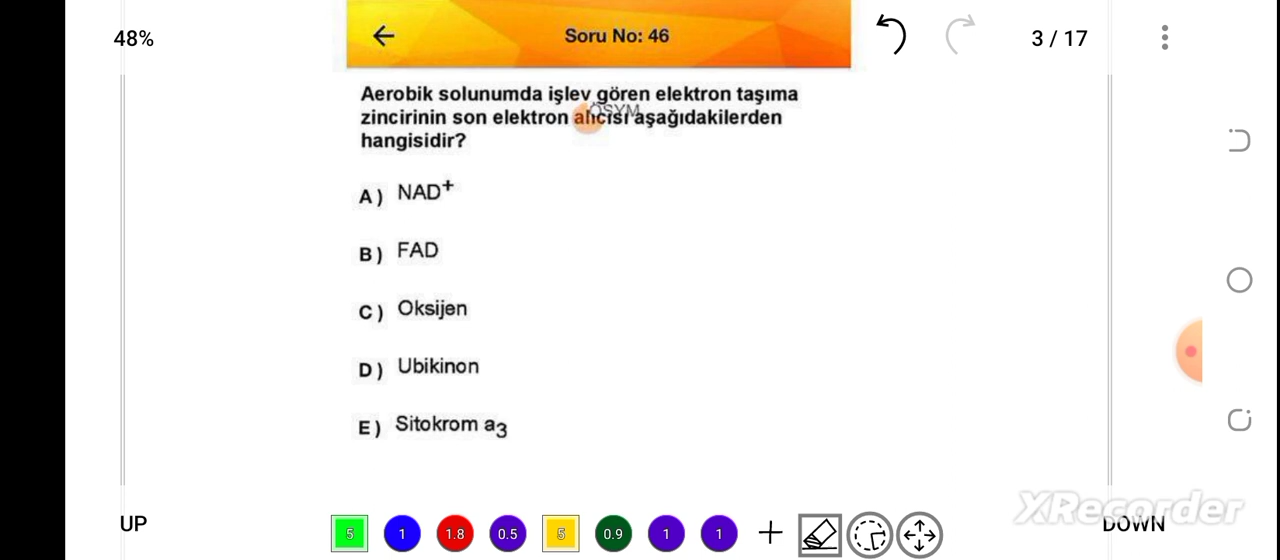 48%
Soru No: 46
3 / 17
Aerobik solunumda işlev gören elektron taşıma
ÖSYM
zincirinin son elektron alıcısı aşağıdakilerden
hangisidir?
A) NAD+
B) FAD
C) Oksijen
D) Ubikinon
E) Sitokrom a3
XRecorder
UP
DOWN
5 1 1.8 0.5 5 0.9 1 1